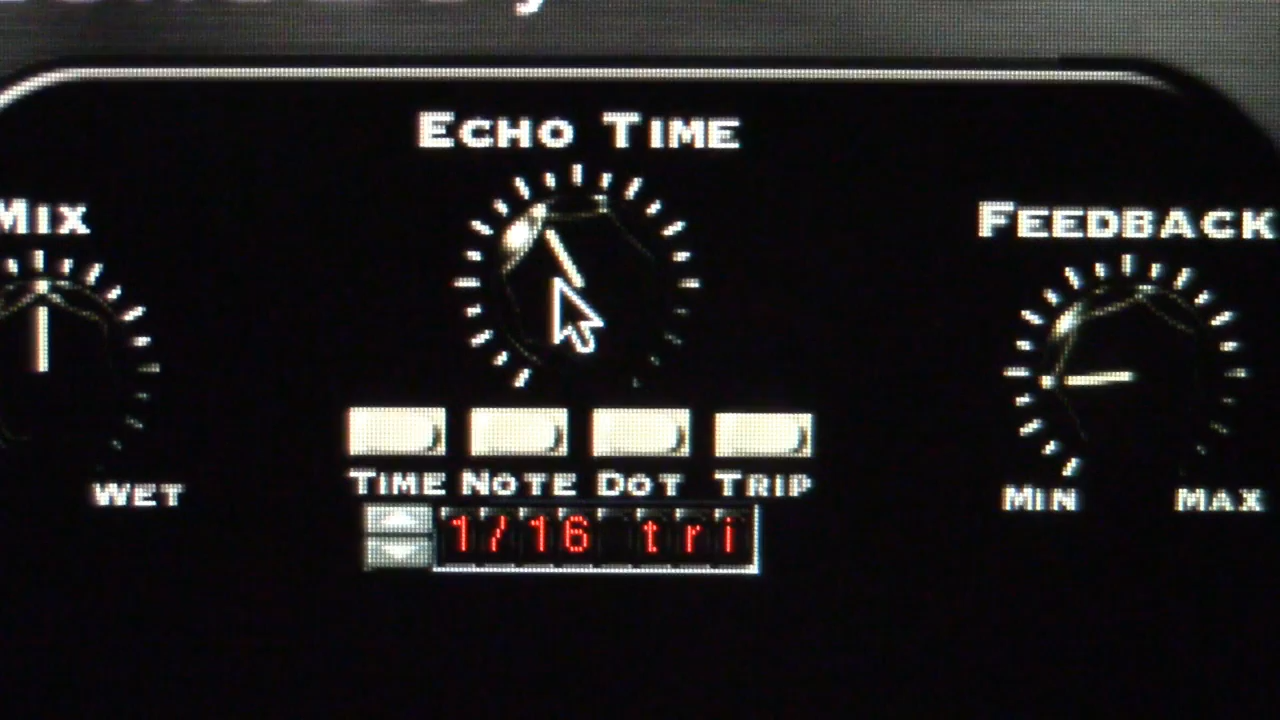 ECHO TIME
MIX
FEEDBACK
TIME NOTE DOT TRIP
WET
MIN MAX
1/16 tri